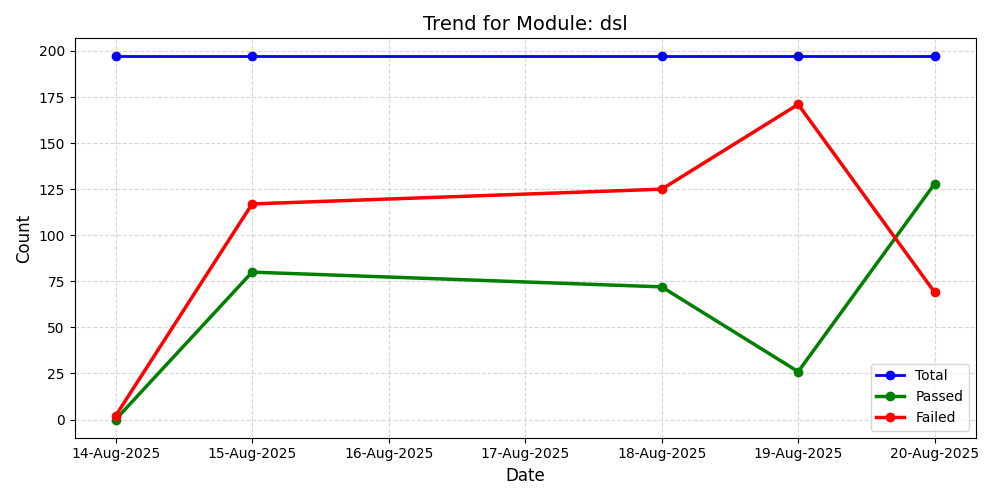 Trend for Module: dsl
Count
200
175
150
125
100
75
50
25
0
Total
Passed
Failed
14-Aug-2025
15-Aug-2025
16-Aug-2025
17-Aug-2025
18-Aug-2025
19-Aug-2025
20-Aug-2025
Date